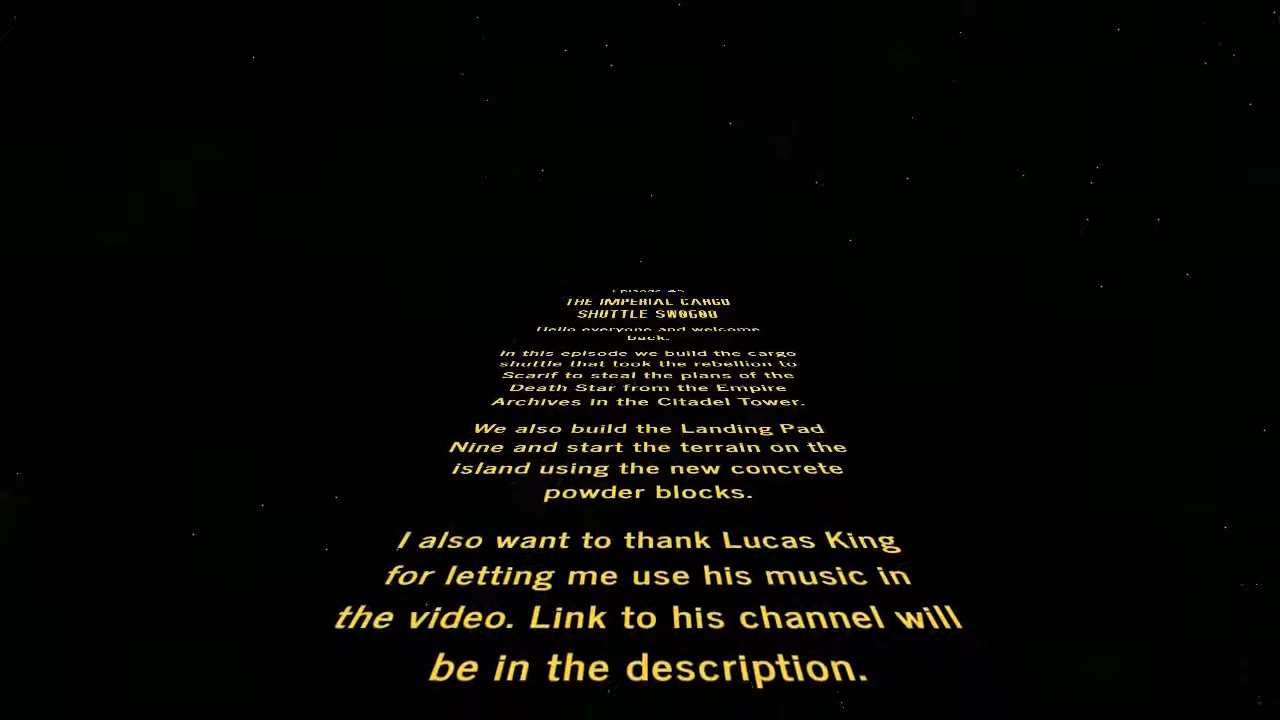 Episode
THE IMPERIAL CARGO
SHUTTLE SW0608
Hello everyone and welcome
back.
In this episode we build the cargo
shuttle that took the rebellion to
Scarif to steal the plans of the
Death Star from the Empire
Archives in the Citadel Tower.
We also build the Landing Pad
Nine and start the terrain on the
island using the new concrete
powder blocks.
I also want to thank Lucas King
for letting me use his music in
the video. Link to his channel will
be in the description.